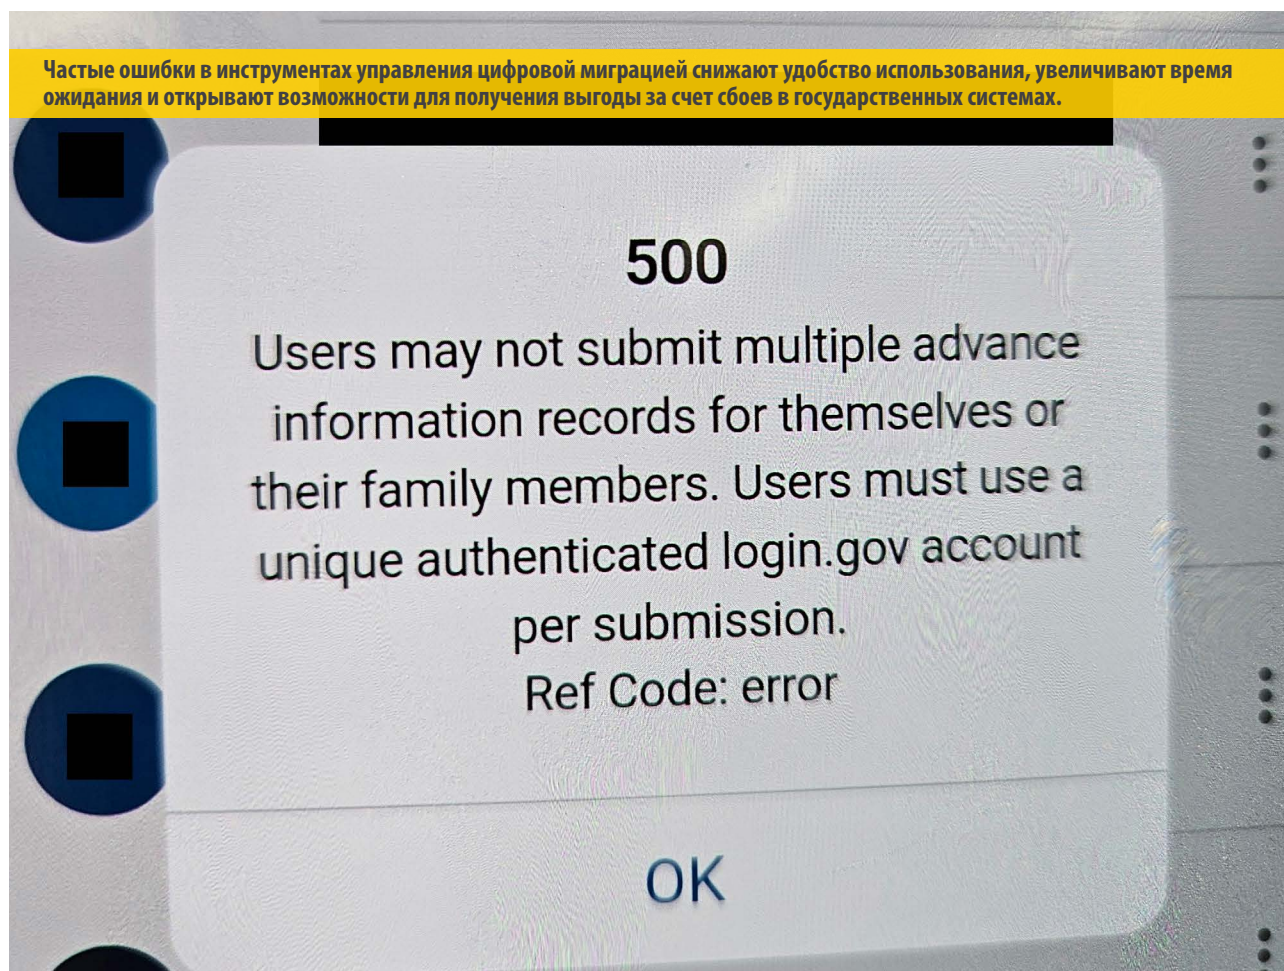 Частые ошибки в инструментах управления цифровой миграцией снижают удобство использования, увеличивают время
ожидания и открывают возможности для получения выгоды за счет сбоев в государственных системах.
500
Users may not submit multiple advance
information records for themselves or
their family members. Users must use a
unique authenticated login.gov account
per submission.
Ref Code: error
OK